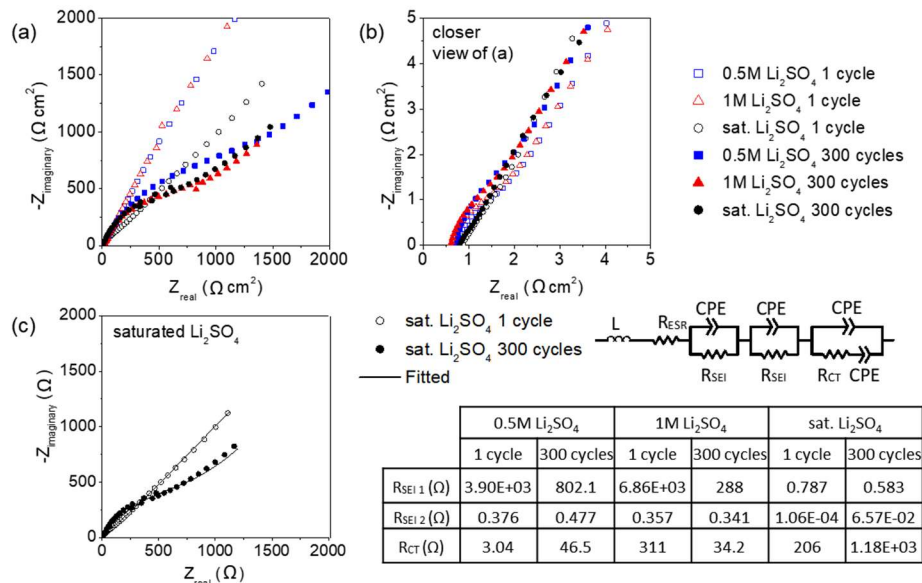 (a)
2000
1500
1000
500
0
-Z_imaginary (Ω cm²)
0 500 1000 1500 2000
Z_real (Ω cm²)
(b)
5
4
3
2
1
0
closer
view of (a)
-Z_imaginary (Ω cm²)
0 1 2 3 4 5
Z_real (Ω cm²)
0.5M Li₂SO₄ 1 cycle
1M Li₂SO₄ 1 cycle
sat. Li₂SO₄ 1 cycle
0.5M Li₂SO₄ 300 cycles
1M Li₂SO₄ 300 cycles
sat. Li₂SO₄ 300 cycles
(c)
2000
1500
1000
500
0
saturated Li₂SO₄
-Z_imaginary (Ω)
0 500 1000 1500 2000
Z_real (Ω)
sat. Li₂SO₄ 1 cycle
sat. Li₂SO₄ 300 cycles
Fitted
CPE CPE CPE
L R_ESR
R_SEI R_SEI R_CT CPE
0.5M Li₂SO₄ 1M Li₂SO₄ sat. Li₂SO₄
1 cycle 300 cycles 1 cycle 300 cycles 1 cycle 300 cycles
R_SEI 1 (Ω) 3.90E+03 802.1 6.86E+03 288 0.787 0.583
R_SEI 2 (Ω) 0.376 0.477 0.357 0.341 1.06E-04 6.57E-02
R_CT (Ω) 3.04 46.5 311 34.2 206 1.18E+03